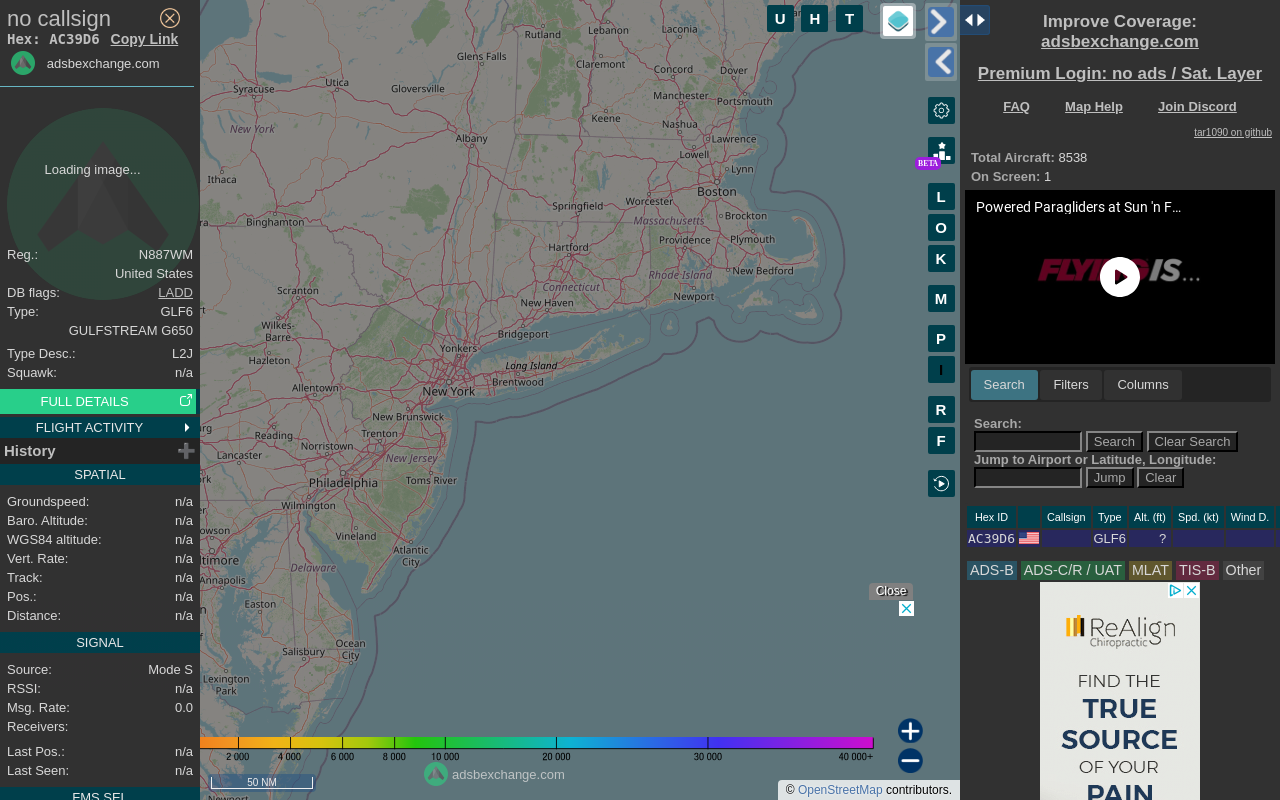 no callsign
Hex: AC39D6 Copy Link
adsbexchange.com
Loading image...
Reg.: N887WM
United States
DB flags: LADD
Type: GLF6
GULFSTREAM G650
Type Desc.: L2J
Squawk: n/a
FULL DETAILS
FLIGHT ACTIVITY
History
SPATIAL
Groundspeed: n/a
Baro. Altitude: n/a
WGS84 altitude: n/a
Vert. Rate: n/a
Track: n/a
Pos.: n/a
Distance: n/a
SIGNAL
Source: Mode S
RSSI: n/a
Msg. Rate: 0.0
Receivers:
Last Pos.: n/a
Last Seen: n/a
FMS SEL
Rutland
Lebanon
Laconia
Glens Falls
Claremont
Utica
Gloversville
Concord
Dover
Syracuse
Manchester
Portsmouth
New York
Keene
Nashua
Albany
Lawrence
Lowell
Lynn
Ithaca
Worcester
Boston
Springfield
Binghamton
Massachusetts
Brockton
Hartford
Providence
Plymouth
Rhode Island
New Bedford
Scranton
Connecticut
New Haven
Newport
Wilkes-
Barre
Bridgeport
Yonkers
Hazleton
Long Island
Allentown
New York
Brentwood
New Brunswick
Reading
Trenton
Norristown
Lancaster
New Jersey
Philadelphia
Toms River
Wilmington
Vineland
Atlantic
City
Delaware
Annapolis
Easton
Ocean
City
Salisbury
Lexington
Park
2 000
4 000
6 000
8 000
10 000
20 000
30 000
40 000+
50 NM
adsbexchange.com
© OpenStreetMap contributors.
U H T
BETA
L
O
K
M
P
I
R
F
Close
Improve Coverage:
adsbexchange.com
Premium Login: no ads / Sat. Layer
FAQ Map Help Join Discord
tar1090 on github
Total Aircraft: 8538
On Screen: 1
Powered Paragliders at Sun 'n F...
FLYING IS...
Search Filters Columns
Search:
Search Clear Search
Jump to Airport or Latitude, Longitude:
Jump Clear
Hex ID Callsign Type Alt. (ft) Spd. (kt) Wind D.
AC39D6 GLF6 ?
ADS-B ADS-C/R / UAT MLAT TIS-B Other
ReAlign
Chiropractic
FIND THE
TRUE
SOURCE
OF YOUR
PAIN